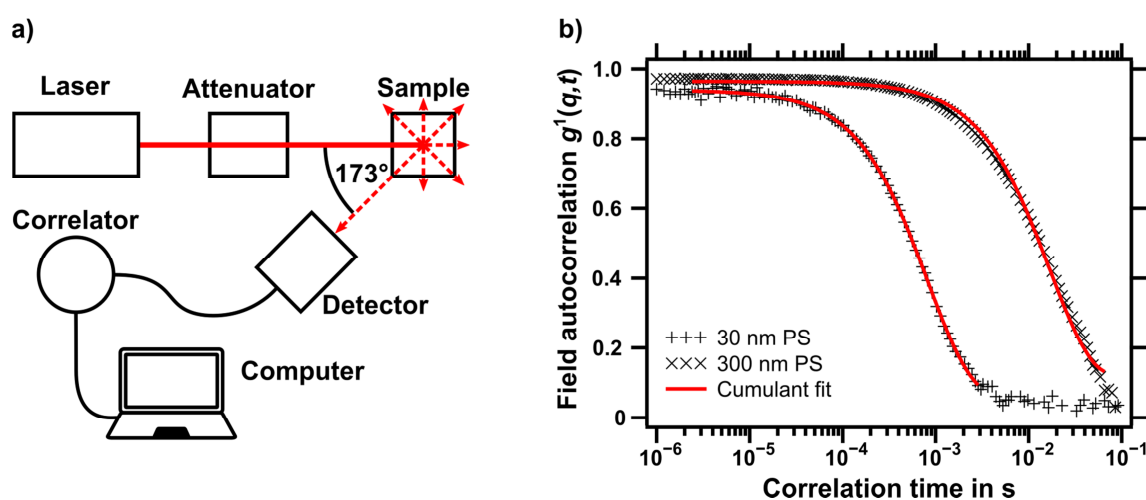 a)
Laser
Attenuator
Sample
173°
Correlator
Detector
Computer
b)
Field autocorrelation g¹(q,t)
1.0
0.8
0.6
0.4
0.2
0
+++ 30 nm PS
××× 300 nm PS
Cumulant fit
10⁻⁶ 10⁻⁵ 10⁻⁴ 10⁻³ 10⁻² 10⁻¹
Correlation time in s